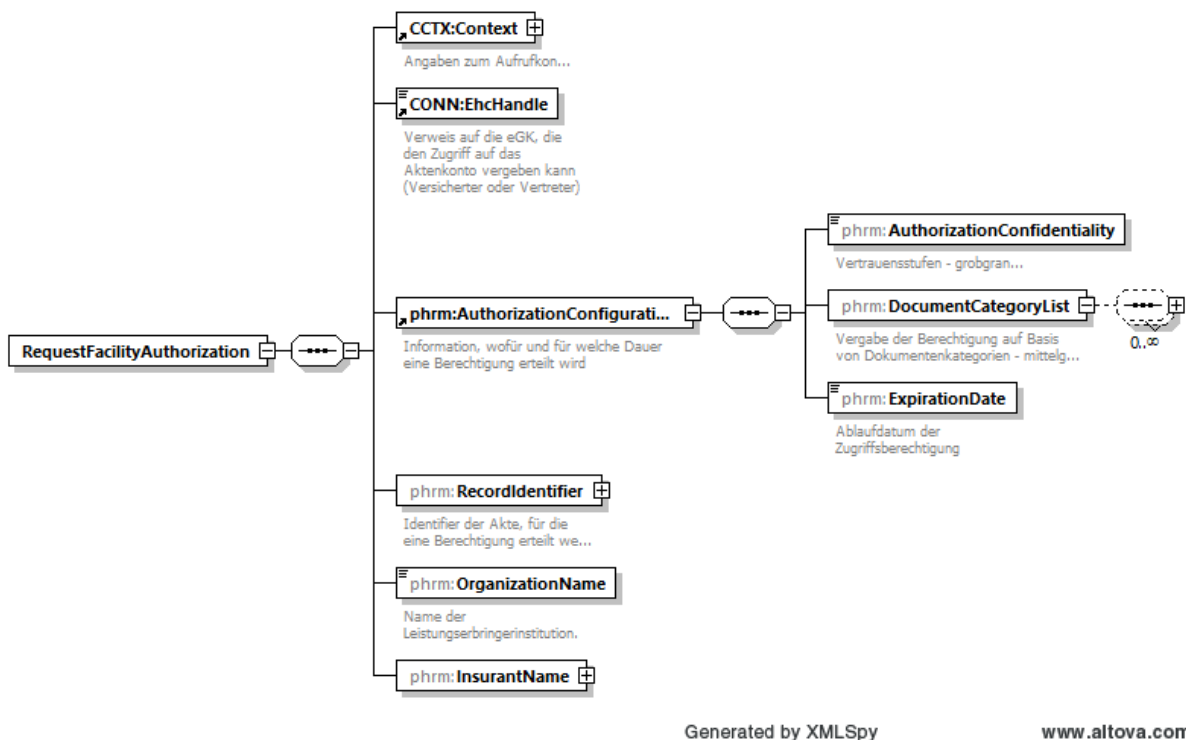 CCTX:Context
Angaben zum Aufrufkon...
CONN:EhcHandle
Verweis auf die eGK, die
den Zugriff auf das
Aktenkonto vergeben kann
(Versicherter oder Vertreter)
phrm:AuthorizationConfigurati...
Information, wofür und für welche Dauer
eine Berechtigung erteilt wird
phrm:AuthorizationConfidentiality
Vertrauensstufen - grobgran...
phrm:DocumentCategoryList
Vergabe der Berechtigung auf Basis
von Dokumentenkategorien - mittelg...
0..∞
phrm:ExpirationDate
Ablaufdatum der
Zugriffsberechtigung
RequestFacilityAuthorization
phrm:RecordIdentifier
Identifier der Akte, für die
eine Berechtigung erteilt we...
phrm:OrganizationName
Name der
Leistungserbringerinstitution.
phrm:InsurantName
Generated by XMLSpy
www.altova.com